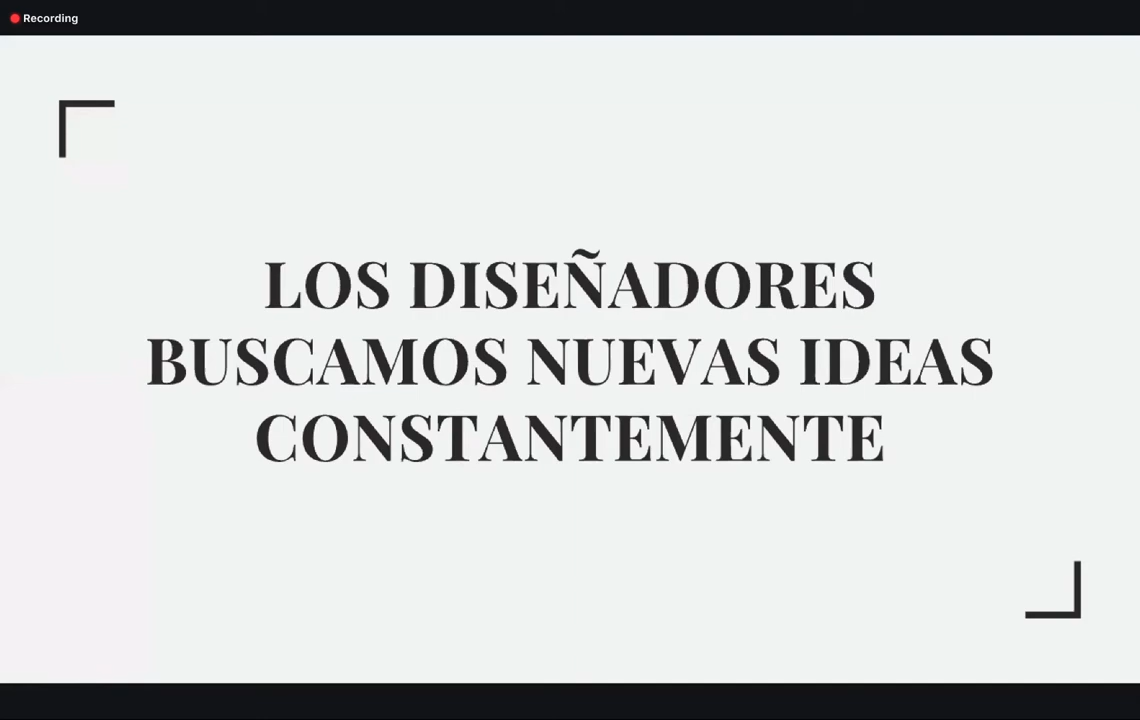 Recording
LOS DISEÑADORES
BUSCAMOS NUEVAS IDEAS
CONSTANTEMENTE